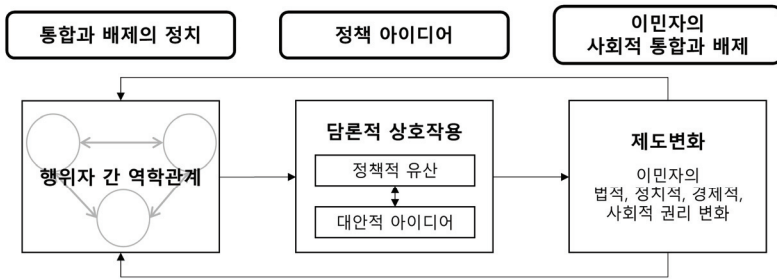 통합과 배제의 정치
정책 아이디어
이민자의
사회적 통합과 배제
행위자 간 역학관계
담론적 상호작용
정책적 유산
대안적 아이디어
제도변화
이민자의
법적, 정치적, 경제적,
사회적 권리 변화